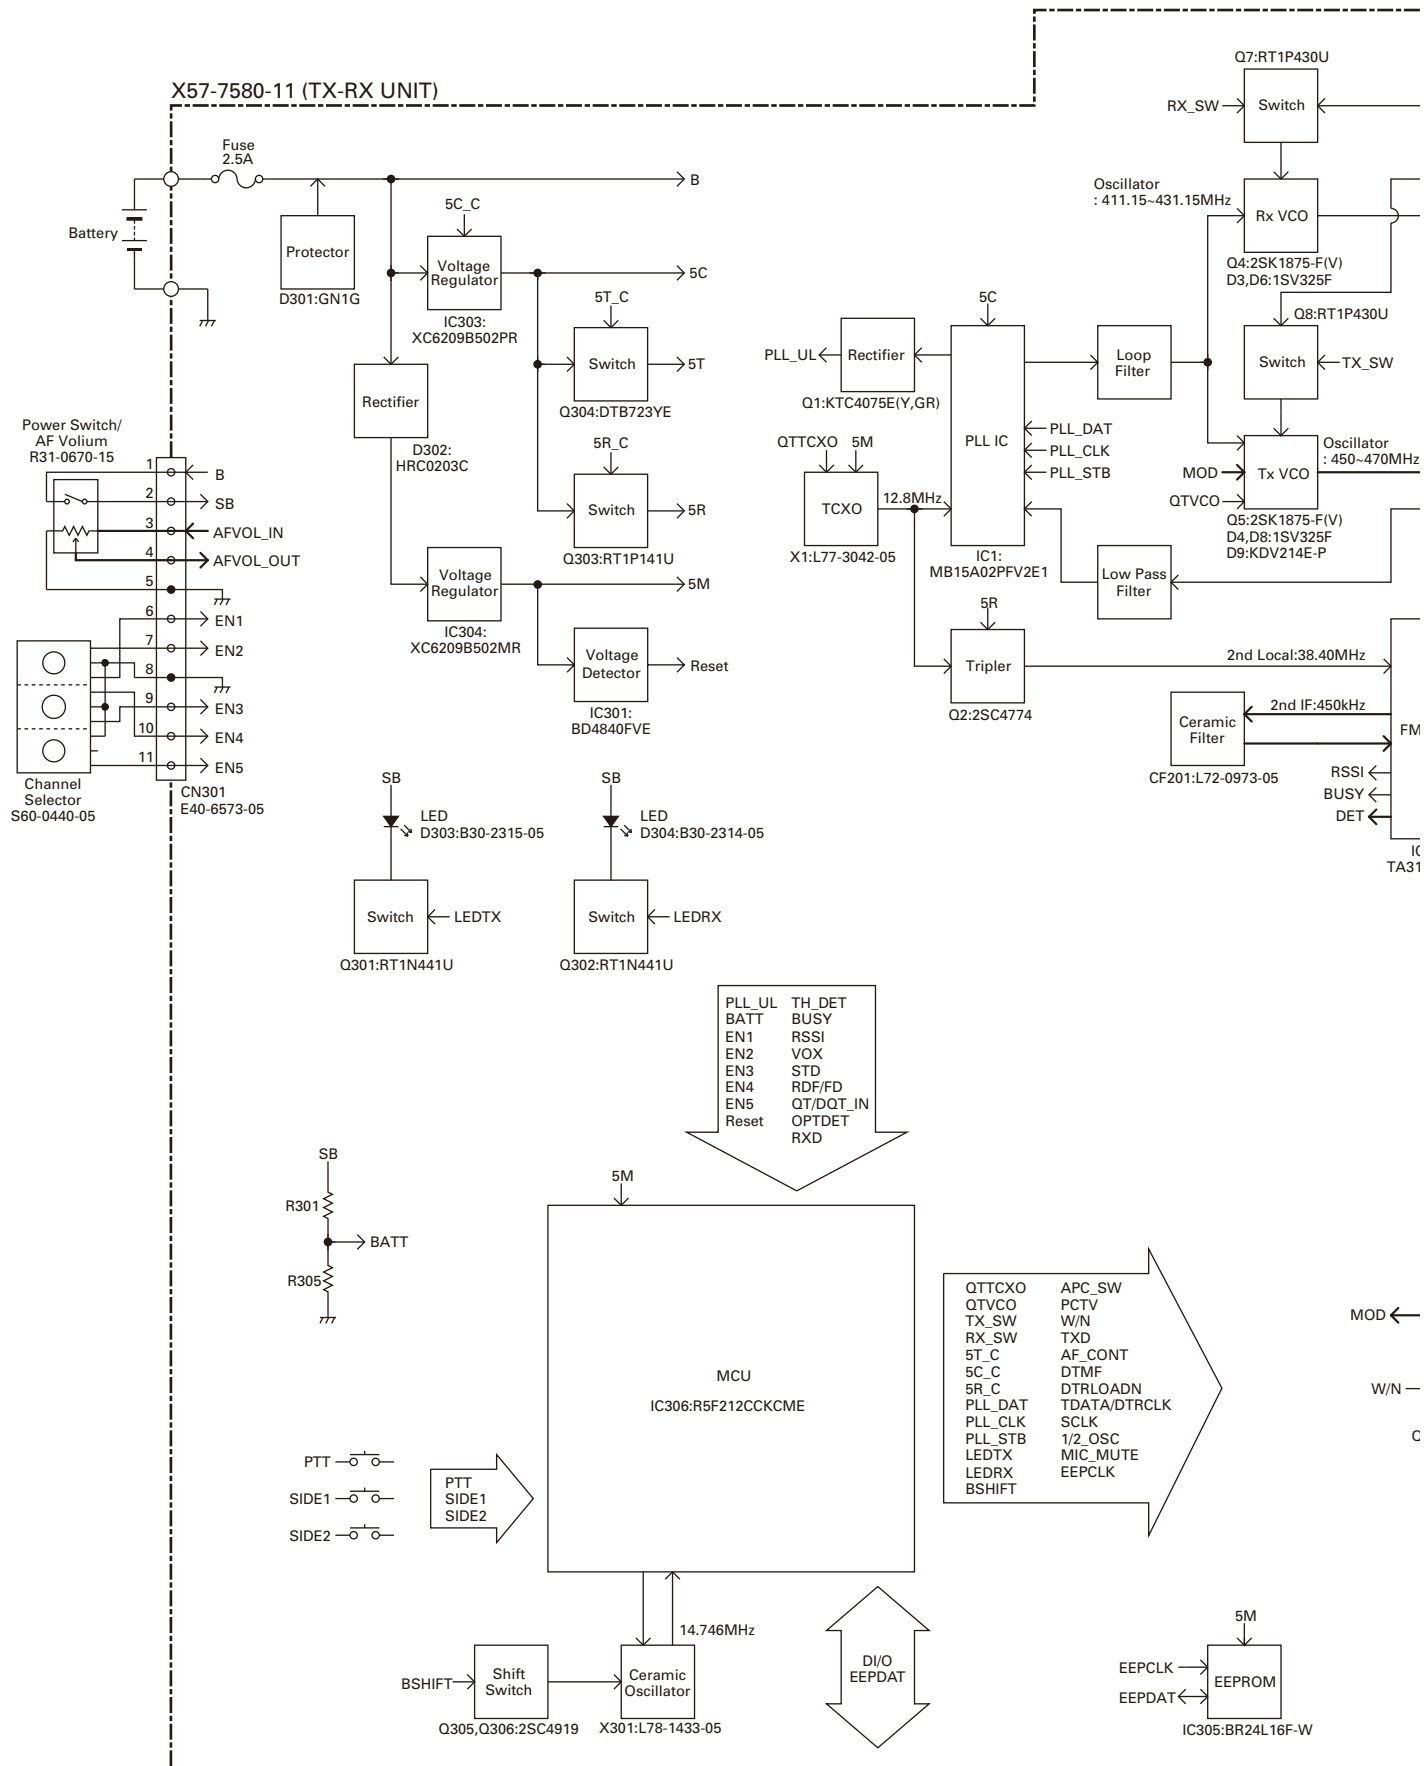 X57-7580-11 (TX-RX UNIT)
Fuse
2.5A
Battery
Protector
D301:GN1G
B
5C_C
Voltage
Regulator
IC303:
XC6209B502PR
5C
5T_C
Switch
5T
Q304:DTB723YE
Rectifier
D302:
HRC0203C
5R_C
Switch
5R
Q303:RT1P141U
Voltage
Regulator
IC304:
XC6209B502MR
5M
Voltage
Detector
Reset
IC301:
BD4840FVE
Power Switch/
AF Volium
R31-0670-15
1
B
2
SB
3
AFVOL_IN
4
AFVOL_OUT
5
6
EN1
7
EN2
8
9
EN3
10
EN4
11
EN5
Channel
Selector
S60-0440-05
CN301
E40-6573-05
SB
LED
D303:B30-2315-05
Switch
LEDTX
Q301:RT1N441U
SB
LED
D304:B30-2314-05
Switch
LEDRX
Q302:RT1N441U
Q7:RT1P430U
RX_SW
Switch
Oscillator
: 411.15~431.15MHz
Rx VCO
Q4:2SK1875-F(V)
D3,D6:1SV325F
Q8:RT1P430U
Switch
TX_SW
Oscillator
: 450~470MHz
MOD
Tx VCO
QTVCO
Q5:2SK1875-F(V)
D4,D8:1SV325F
D9:KDV214E-P
5C
PLL_UL
Rectifier
Q1:KTC4075E(Y,GR)
PLL IC
PLL_DAT
PLL_CLK
PLL_STB
IC1:
MB15A02PFV2E1
Loop
Filter
QTTCXO
5M
TCXO
12.8MHz
X1:L77-3042-05
Low Pass
Filter
5R
Tripler
Q2:2SC4774
2nd Local:38.40MHz
2nd IF:450kHz
Ceramic
Filter
CF201:L72-0973-05
FM
RSSI
BUSY
DET
IC
TA31
PLL_UL TH_DET
BATT BUSY
EN1 RSSI
EN2 VOX
EN3 STD
EN4 RDF/FD
EN5 QT/DQT_IN
Reset OPTDET
RXD
SB
R301
BATT
R305
5M
MCU
IC306:R5F212CCKCME
QTTCXO APC_SW
QTVCO PCTV
TX_SW W/N
RX_SW TXD
5T_C AF_CONT
5C_C DTMF
5R_C DTRLOADN
PLL_DAT TDATA/DTRCLK
PLL_CLK SCLK
PLL_STB 1/2_OSC
LEDTX MIC_MUTE
LEDRX EEPCLK
BSHIFT
MOD
W/N
Q
PTT
SIDE1
SIDE2
PTT
SIDE1
SIDE2
14.746MHz
BSHIFT
Shift
Switch
Q305,Q306:2SC4919
Ceramic
Oscillator
X301:L78-1433-05
DI/O
EEPDAT
5M
EEPCLK
EEPDAT
EEPROM
IC305:BR24L16F-W